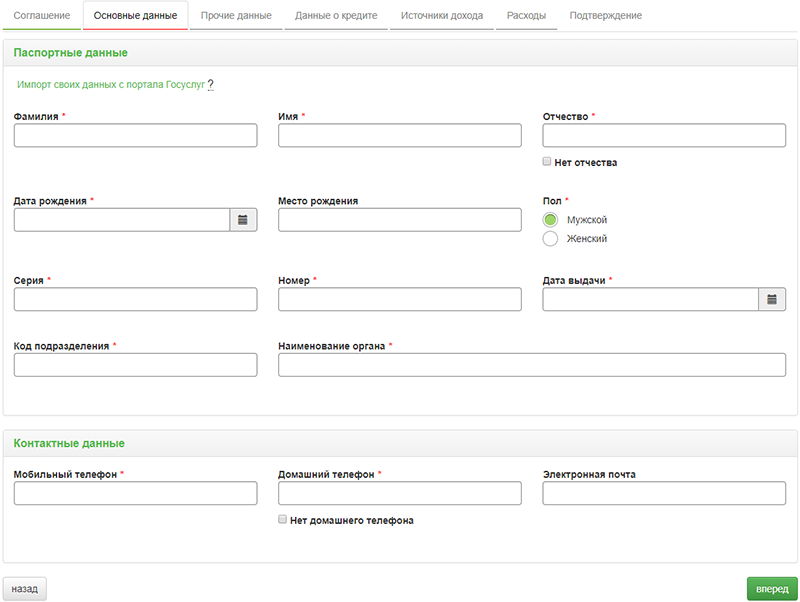 Соглашение Основные данные Прочие данные Данные о кредите Источники дохода Расходы Подтверждение
Паспортные данные
Импорт своих данных с портала Госуслуг ?
Фамилия * Имя * Отчество *
Нет отчества
Дата рождения * Место рождения Пол *
Мужской
Женский
Серия * Номер * Дата выдачи *
Код подразделения * Наименование органа *
Контактные данные
Мобильный телефон * Домашний телефон * Электронная почта
Нет домашнего телефона
назад вперед